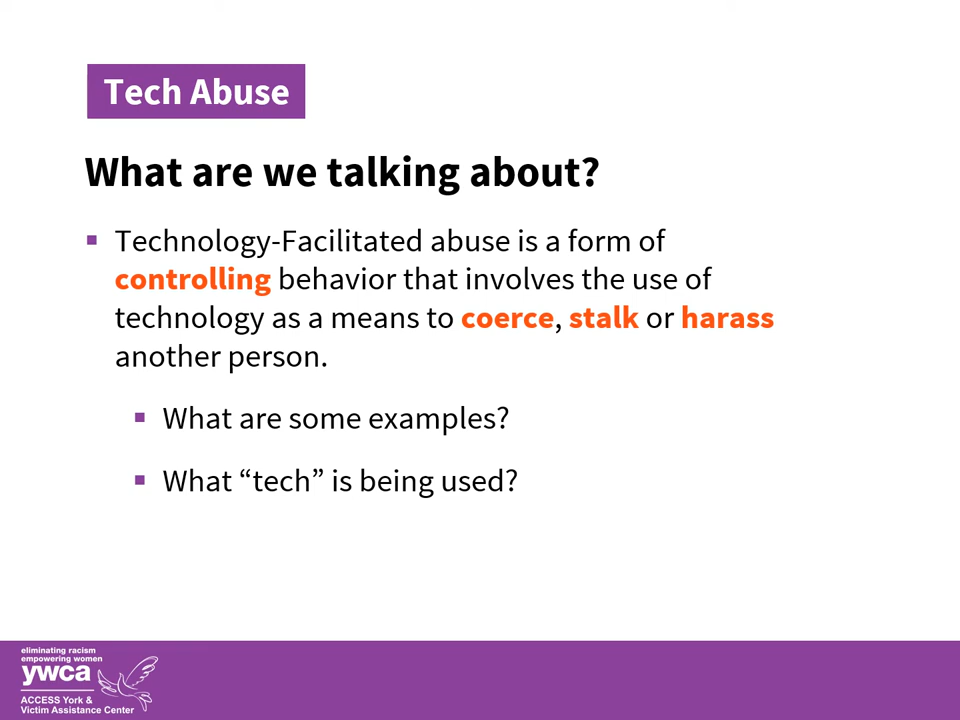 Tech Abuse
What are we talking about?
▪ Technology-Facilitated abuse is a form of
controlling behavior that involves the use of
technology as a means to coerce, stalk or harass
another person.
▪ What are some examples?
▪ What “tech” is being used?
eliminating racism
empowering women
ywca
ACCESS York &
Victim Assistance Center